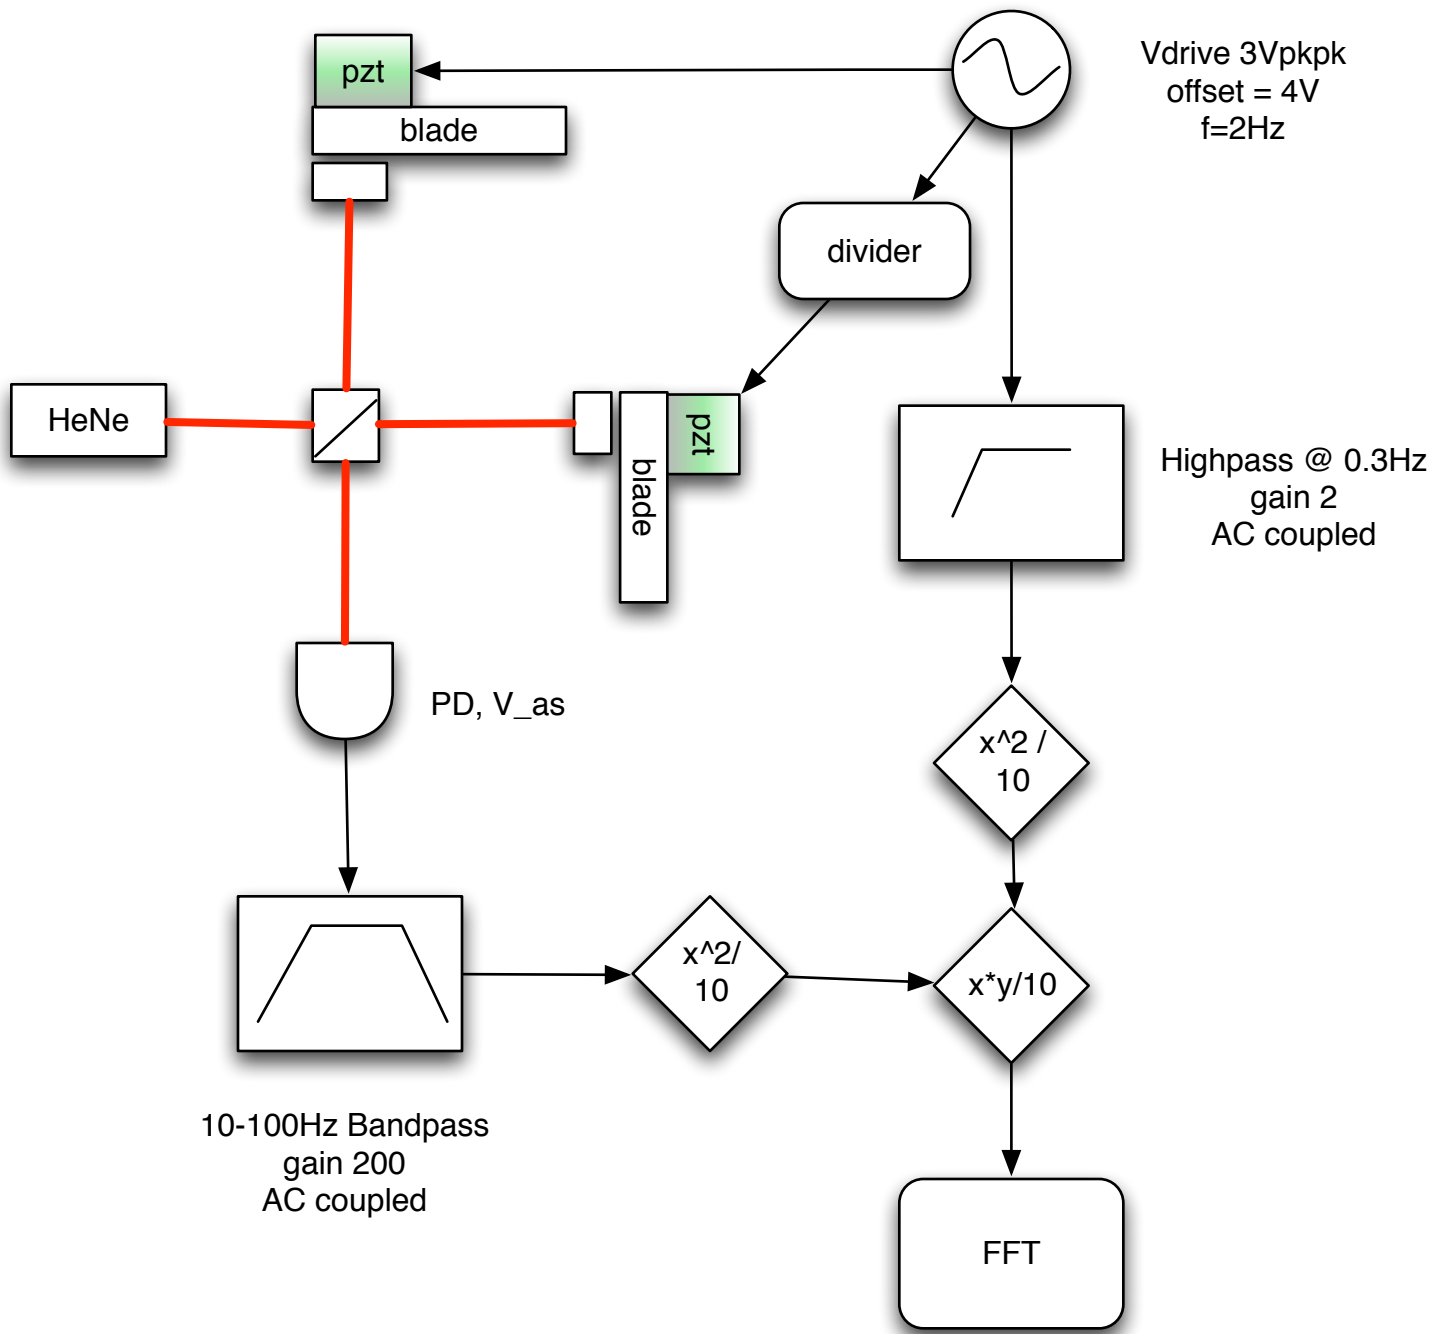 pzt
blade
Vdrive 3Vpkpk
offset = 4V
f=2Hz
divider
HeNe
pzt
blade
Highpass @ 0.3Hz
gain 2
AC coupled
PD, V_as
x^2 /
10
x^2/
10
x*y/10
10-100Hz Bandpass
gain 200
AC coupled
FFT